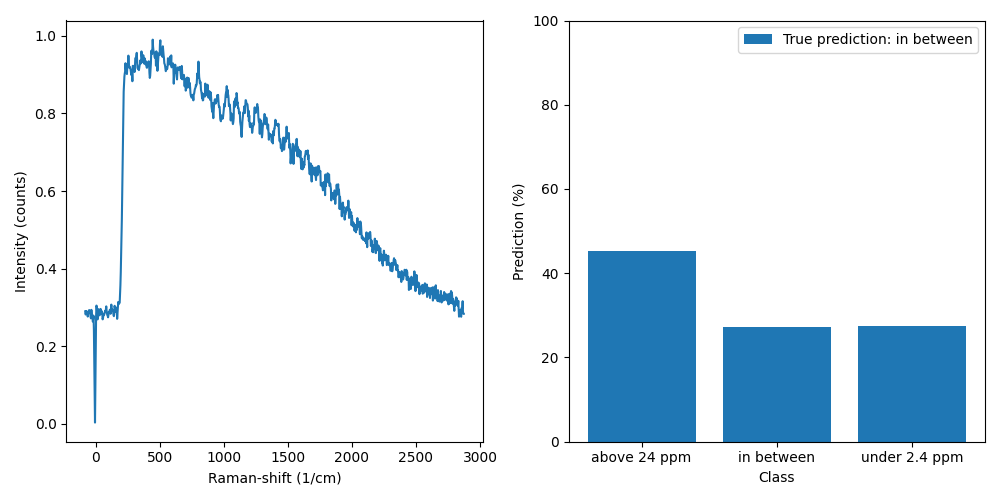 1.0
0.8
0.6
0.4
0.2
0.0
Intensity (counts)
0 500 1000 1500 2000 2500 3000
Raman-shift (1/cm)
100
80
60
40
20
0
Prediction (%)
True prediction: in between
above 24 ppm in between under 2.4 ppm
Class